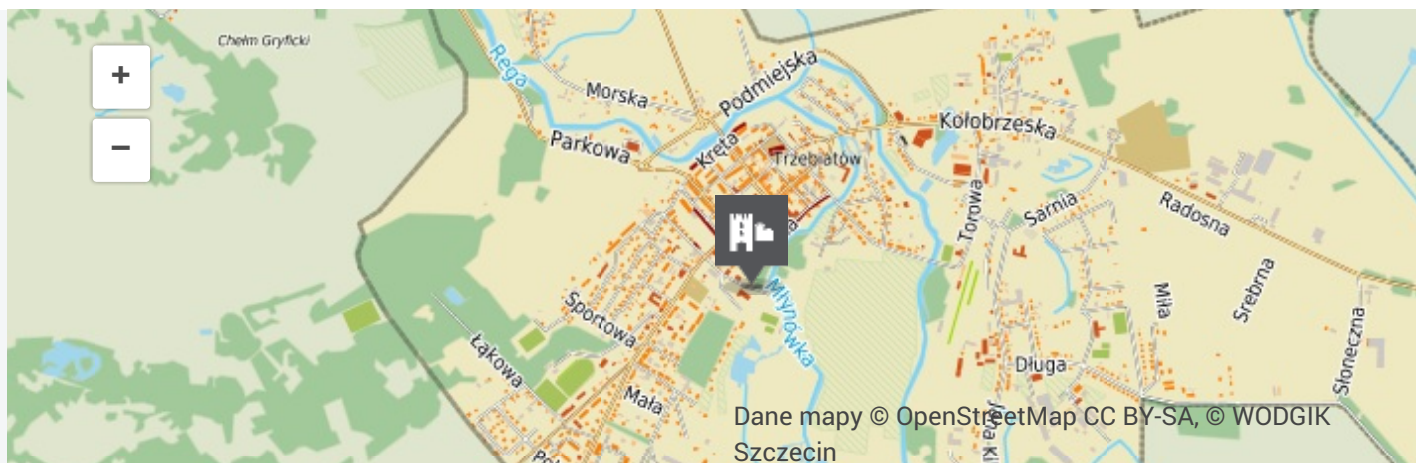 Chełm Gryficki
+
−
Rega
Morska
Podmiejska
Parkowa
Kręta
Trzebiatów
Kołobrzeska
Torowa
Sarnia
Radosna
Młynówka
Sportowa
Łąkowa
Mała
Miła
Srebrna
Słoneczna
Długa
Dane mapy © OpenStreetMap CC BY-SA, © WODGIK
Szczecin